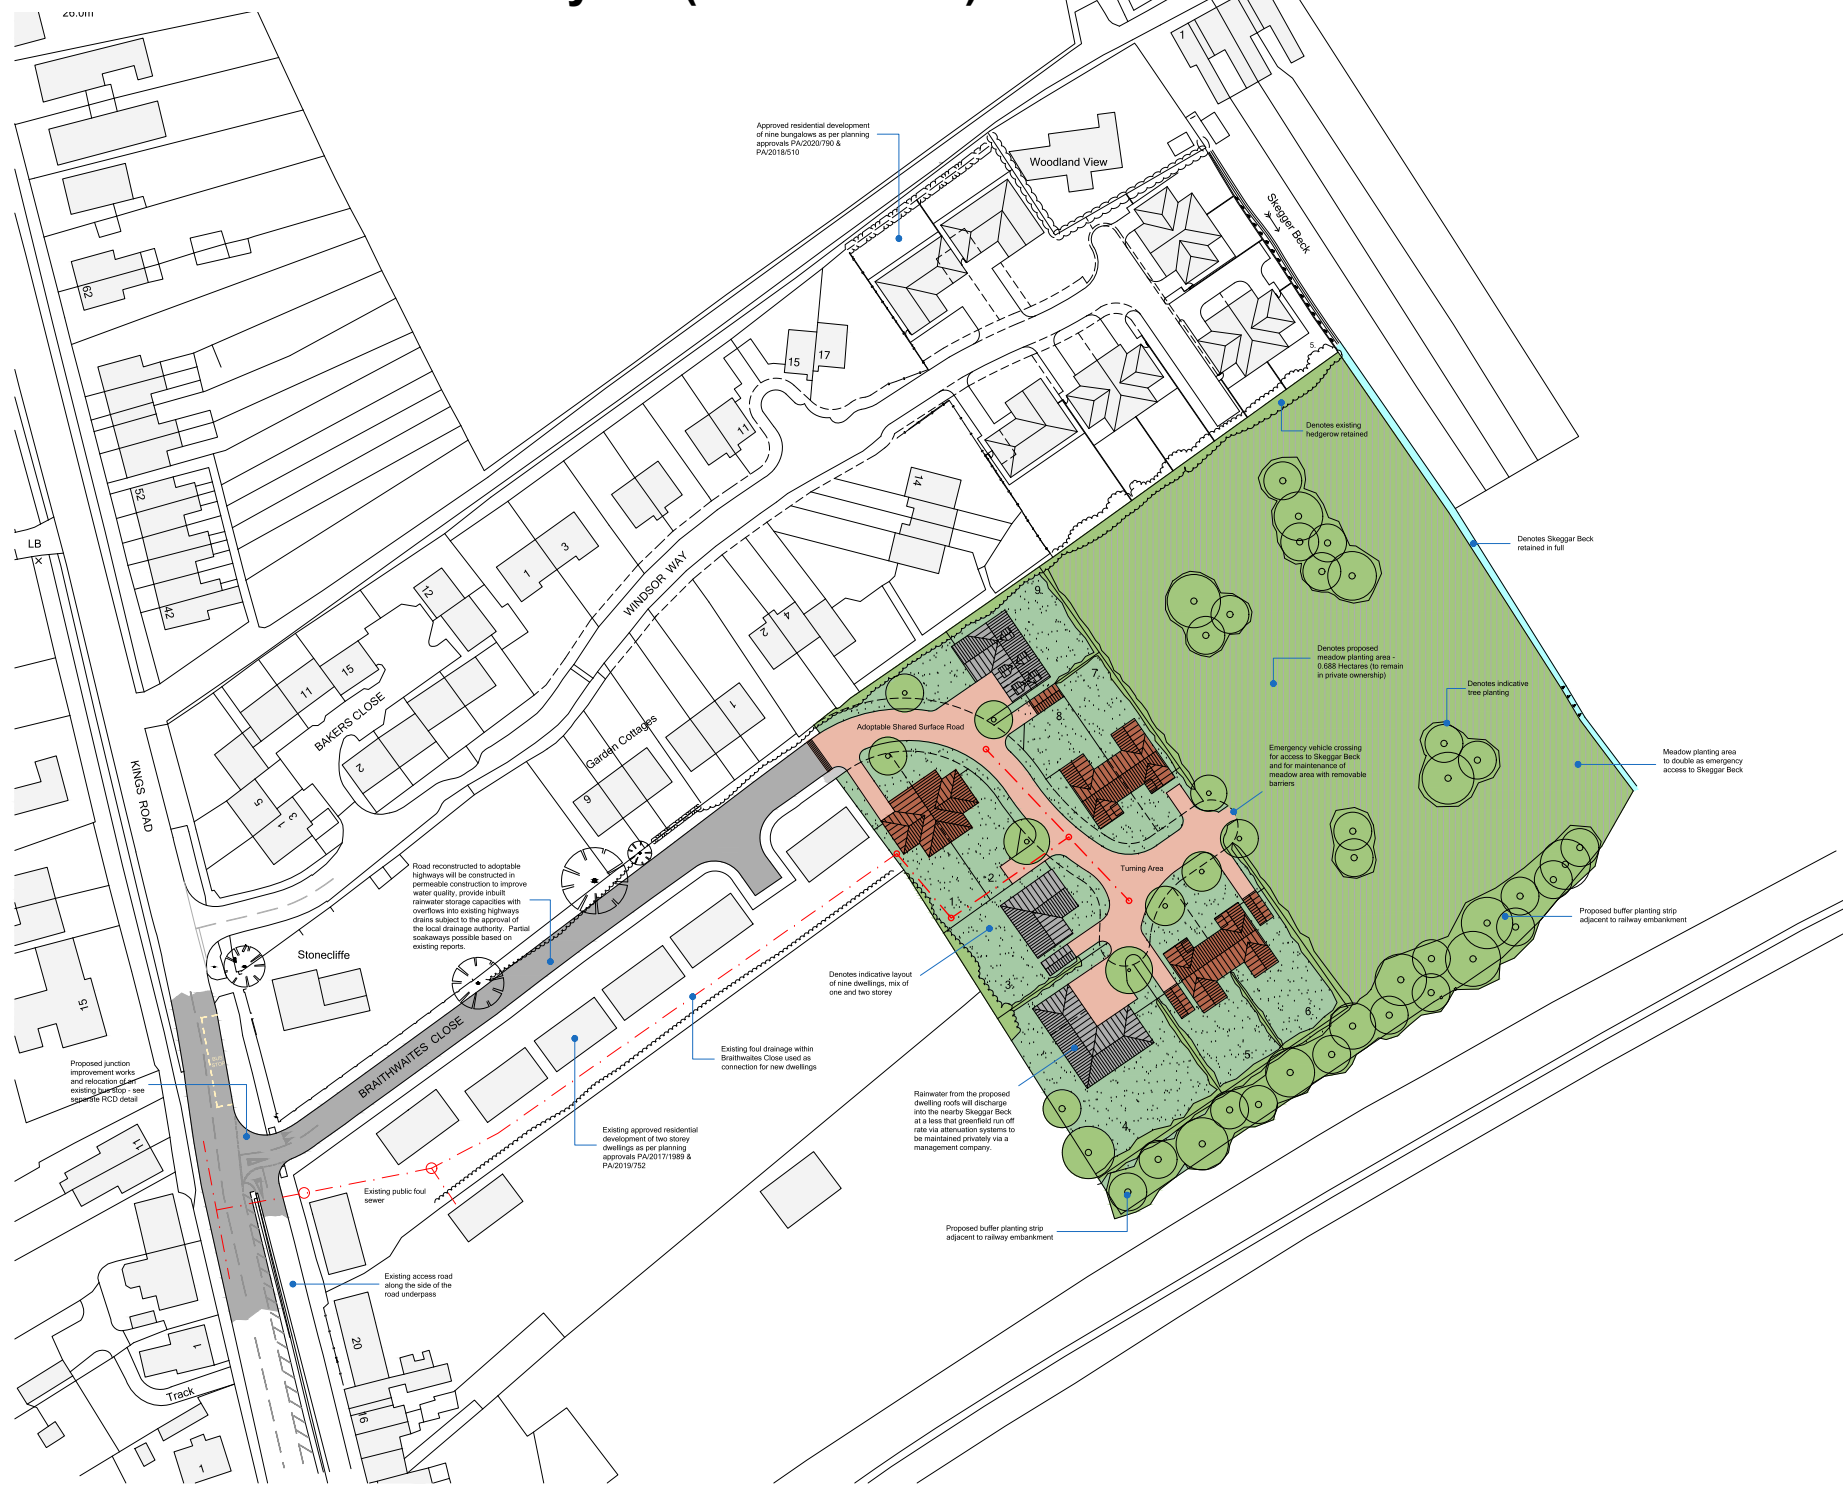 26.0m
1
Approved residential development
of nine bungalows as per planning
approvals PA/2020/790 &
PA/2018/510
Woodland View
Skegger Beck
62
15
17
5.
11
Denotes existing
hedgerow retained
52
14
LB
3
1
Denotes Skeggar Beck
retained in full
42
12
WINDSOR WAY
9.
4
2
15
11
Denotes proposed
meadow planting area -
0.688 Hectares (to remain
in private ownership)
7.
Denotes indicative
tree planting
BAKERS CLOSE
1
8.
Adoptable Shared Surface Road
Garden Cottages
2
Emergency vehicle crossing
for access to Skeggar Beck
and for maintenance of
meadow area with removable
barriers
Meadow planting area
to double as emergency
access to Skeggar Beck
KINGS ROAD
5
3
1
9
Road reconstructed to adoptable
highways will be constructed in
permeable construction to improve
water quality, provide inbuilt
rainwater storage capacities with
overflows into existing highways
drains subject to the approval of
the local drainage authority.  Partial
soakaways possible based on
existing reports.
Turning Area
2.
1.
Proposed buffer planting strip
adjacent to railway embankment
Stonecliffe
Denotes indicative layout
of nine dwellings, mix of
one and two storey
3.
15
6.
BUS
STOP
BRAITHWAITES CLOSE
Existing foul drainage within
Braithwaites Close used as
connection for new dwellings
5.
Proposed junction
improvement works
and relocation of an
existing bus stop - see
separate RCD detail
Rainwater from the proposed
dwelling roofs will discharge
into the nearby Skeggar Beck
at a less that greenfield run off
rate via attenuation systems to
be maintained privately via a
management company.
4.
11
Existing approved residential
development of two storey
dwellings as per planning
approvals PA/2017/1989 &
PA/2019/752
Existing public foul
sewer
Proposed buffer planting strip
adjacent to railway embankment
Existing access road
along the side of the
road underpass
20
1
Track
16
1